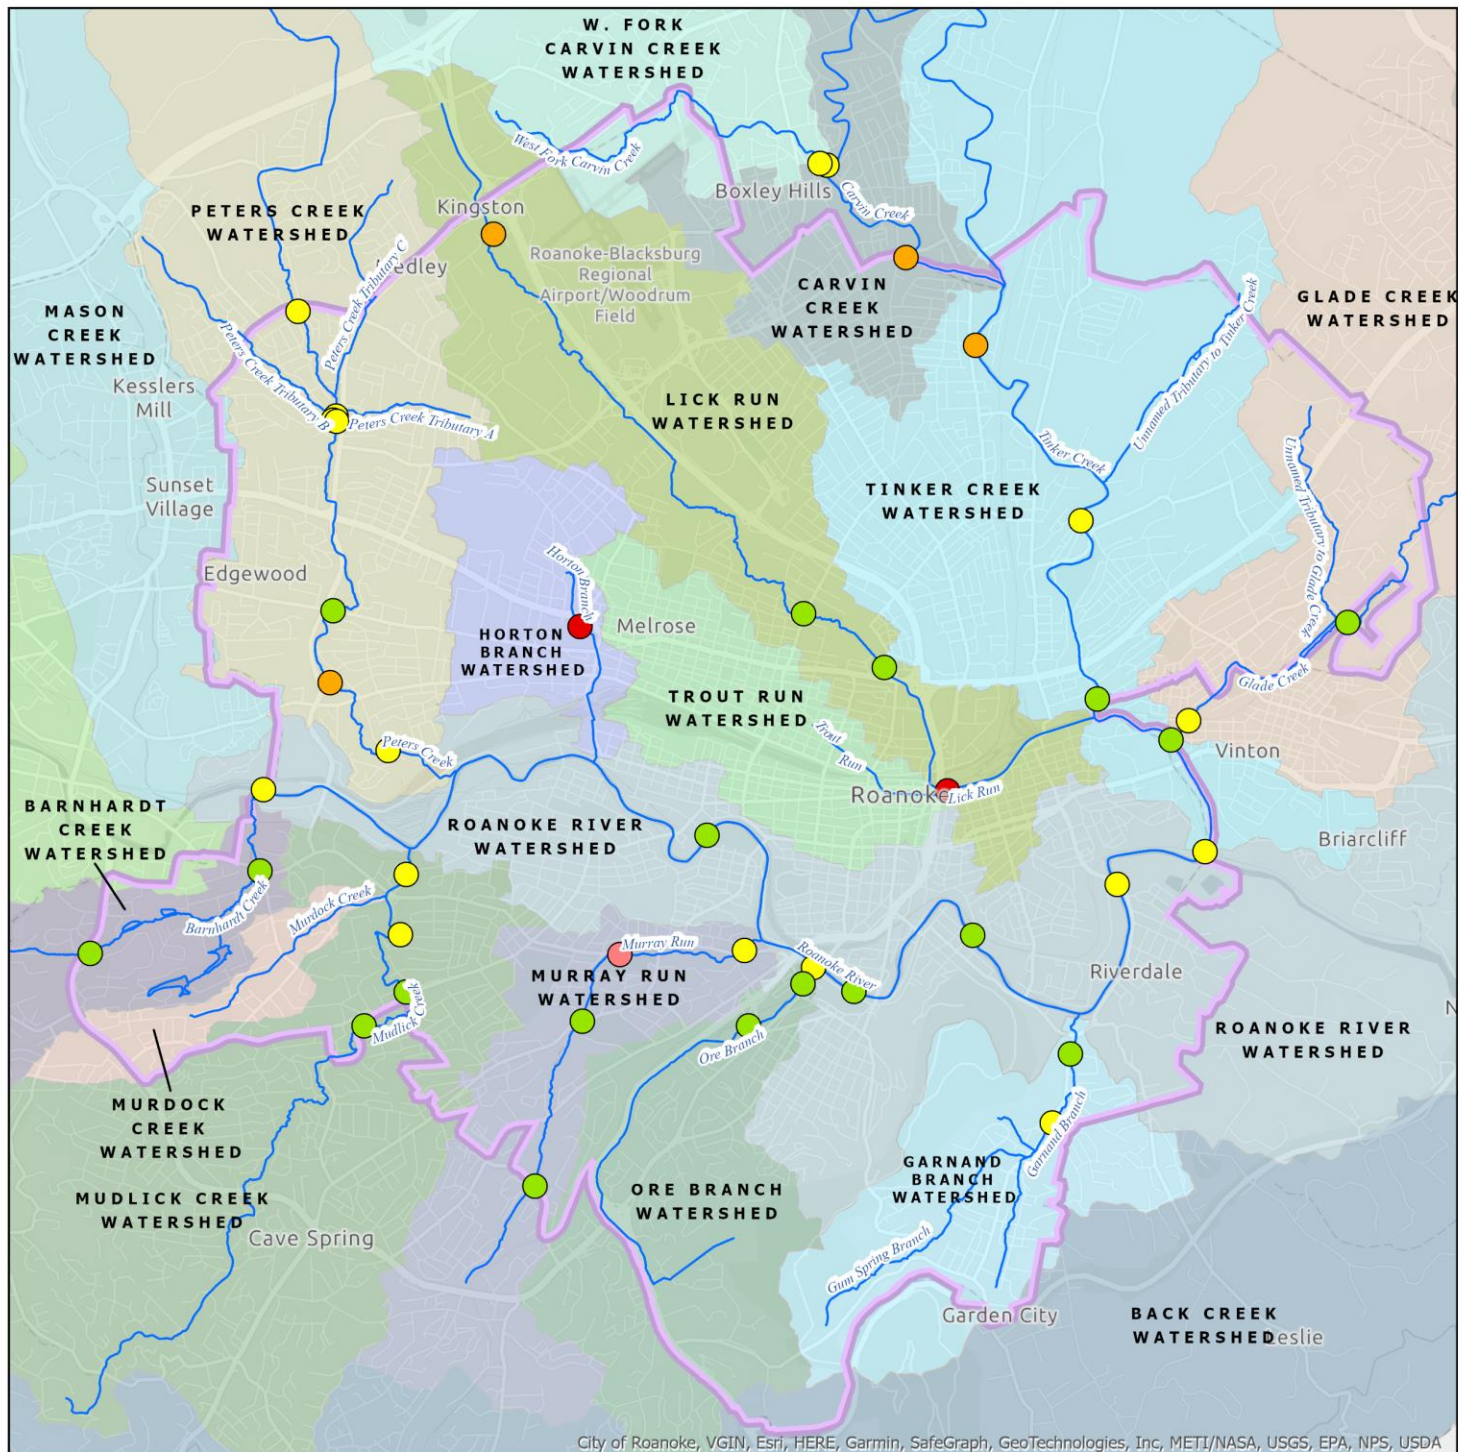 W. FORK
CARVIN CREEK
WATERSHED
West Fork Carvin Creek
Boxley Hills
Carvin Creek
PETERS CREEK
WATERSHED
Kingston
Roanoke-Blacksburg
Regional
Airport/Woodrum
Field
Peters Creek Tributary C
CARVIN
CREEK
WATERSHED
GLADE CREEK
WATERSHED
MASON
CREEK
WATERSHED
Kesslers
Mill
Peters Creek Tributary B
Peters Creek Tributary A
LICK RUN
WATERSHED
Unnamed Tributary to Tinker Creek
Tinker Creek
Unnamed Tributary to Glade Creek
Sunset
Village
TINKER CREEK
WATERSHED
Edgewood
Horton Branch
Melrose
HORTON
BRANCH
WATERSHED
TROUT RUN
WATERSHED
Trout
Run
Glade Creek
Vinton
Peters Creek
Roanoke
Lick Run
BARNHARDT
CREEK
WATERSHED
ROANOKE RIVER
WATERSHED
Briarcliff
Barnhardt Creek
Murdock Creek
Murray Run
MURRAY RUN
WATERSHED
Roanoke River
Riverdale
Mudlick Creek
Ore Branch
ROANOKE RIVER
WATERSHED
N
MURDOCK
CREEK
WATERSHED
Garnand Branch
GARNAND
BRANCH
WATERSHED
MUDLICK CREEK
WATERSHED
ORE BRANCH
WATERSHED
Cave Spring
Gum Spring Branch
Garden City
BACK CREEK
WATERSHED
City of Roanoke, VGIN, Esri, HERE, Garmin, SafeGraph, GeoTechnologies, Inc, METI/NASA, USGS, EPA, NPS, USDA